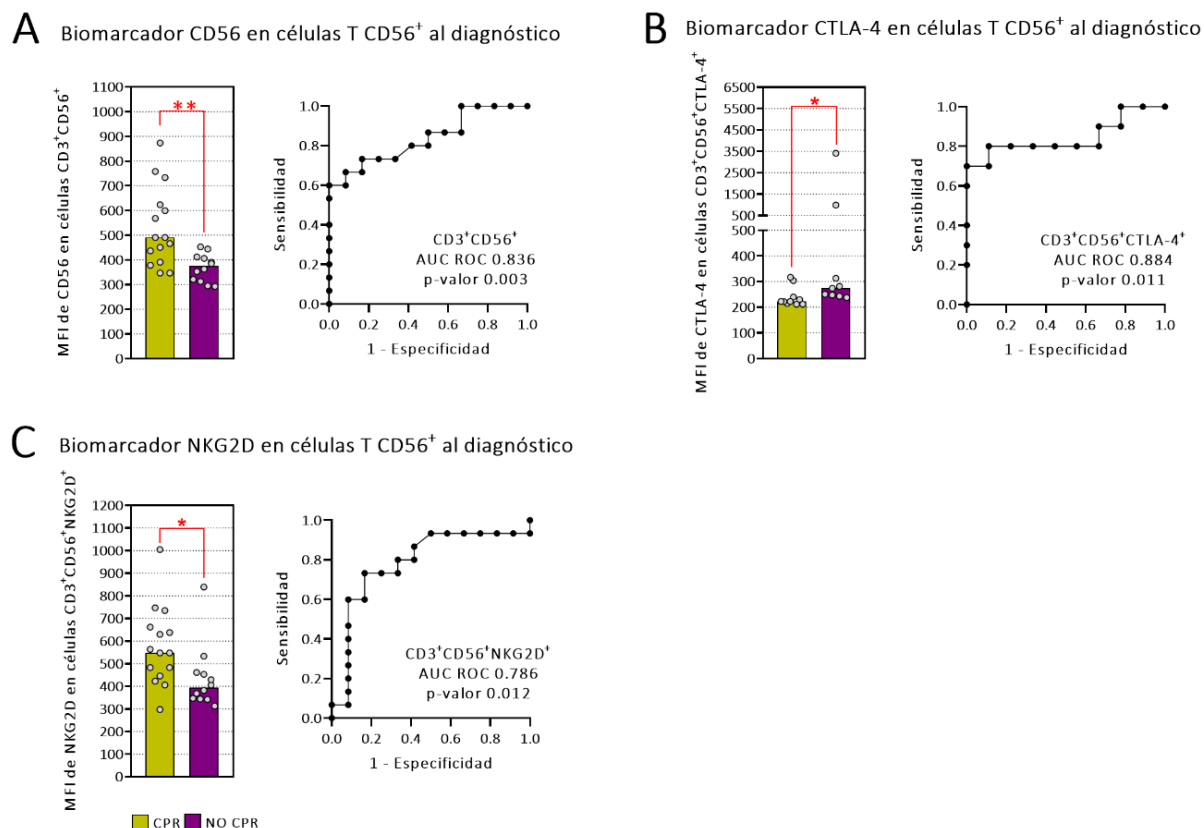 A Biomarcador CD56 en células T CD56⁺ al diagnóstico
MFI de CD56 en células CD3⁺CD56⁺
1100
1000
900
800
700
600
500
400
300
200
100
0
**
Sensibilidad
1.0
0.8
0.6
0.4
0.2
0.0
CD3⁺CD56⁺
AUC ROC 0.836
p-valor 0.003
0.0 0.2 0.4 0.6 0.8 1.0
1 - Especificidad
B Biomarcador CTLA-4 en células T CD56⁺ al diagnóstico
MFI de CTLA-4 en células CD3⁺CD56⁺CTLA-4⁺
6500
5500
4500
3500
2500
1500
500
500
400
300
200
100
0
*
Sensibilidad
1.0
0.8
0.6
0.4
0.2
0.0
CD3⁺CD56⁺CTLA-4⁺
AUC ROC 0.884
p-valor 0.011
0.0 0.2 0.4 0.6 0.8 1.0
1 - Especificidad
C Biomarcador NKG2D en células T CD56⁺ al diagnóstico
MFI de NKG2D en células CD3⁺CD56⁺NKG2D⁺
1200
1100
1000
900
800
700
600
500
400
300
200
100
0
*
Sensibilidad
1.0
0.8
0.6
0.4
0.2
0.0
CD3⁺CD56⁺NKG2D⁺
AUC ROC 0.786
p-valor 0.012
0.0 0.2 0.4 0.6 0.8 1.0
1 - Especificidad
CPR NO CPR